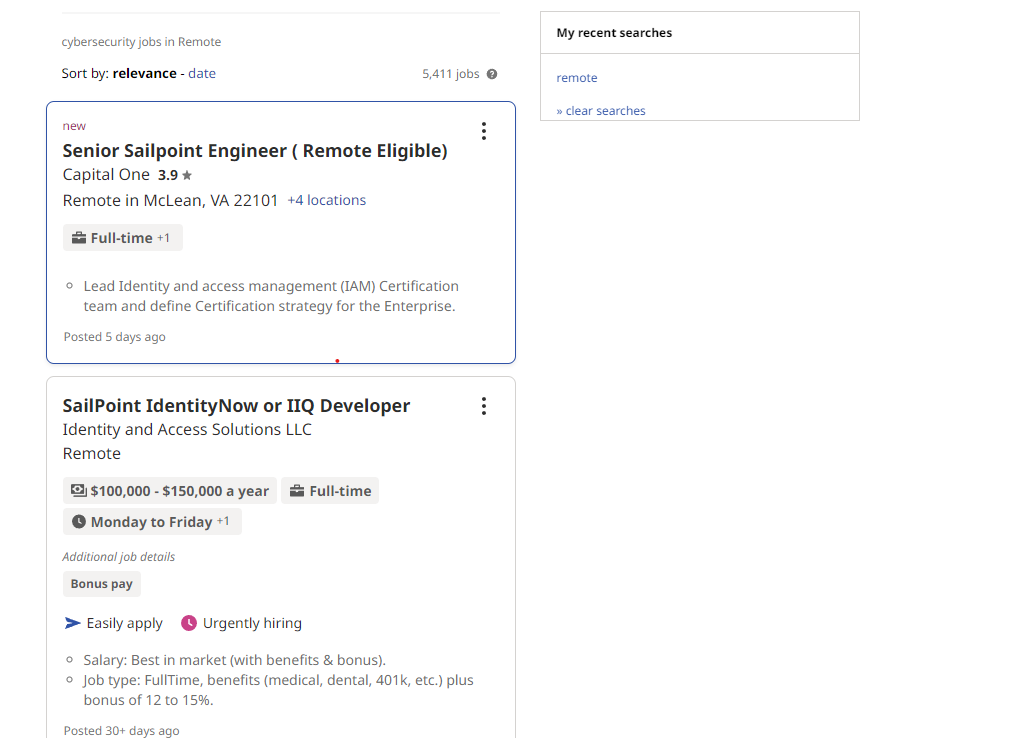 cybersecurity jobs in Remote
Sort by: relevance - date
5,411 jobs ?
new
Senior Sailpoint Engineer ( Remote Eligible)
Capital One 3.9 ★
Remote in McLean, VA 22101 +4 locations
Full-time +1
Lead Identity and access management (IAM) Certification
team and define Certification strategy for the Enterprise.
Posted 5 days ago
SailPoint IdentityNow or IIQ Developer
Identity and Access Solutions LLC
Remote
$100,000 - $150,000 a year Full-time
Monday to Friday +1
Additional job details
Bonus pay
Easily apply Urgently hiring
Salary: Best in market (with benefits & bonus).
Job type: FullTime, benefits (medical, dental, 401k, etc.) plus
bonus of 12 to 15%.
Posted 30+ days ago
My recent searches
remote
» clear searches